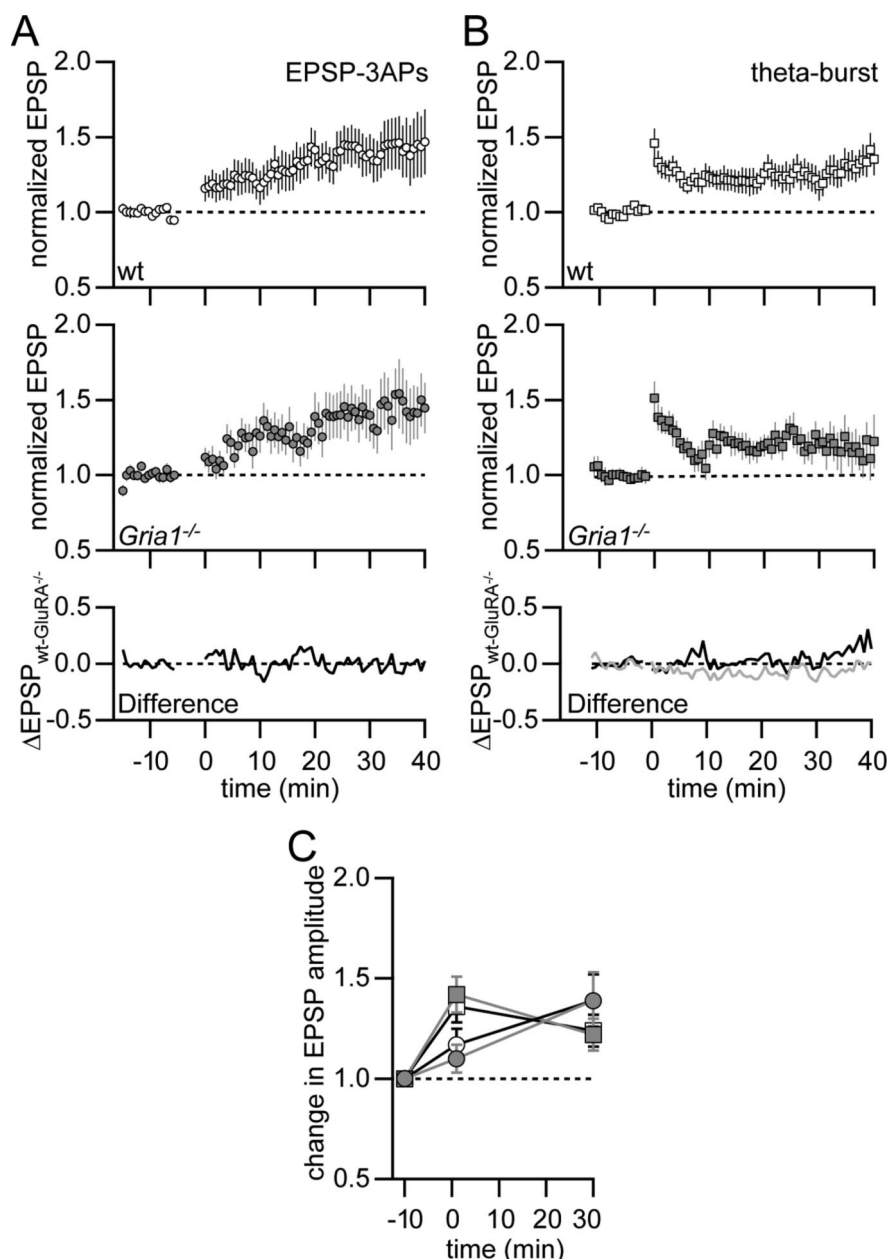 A
EPSP-3APs
normalized EPSP
2.0
1.5
1.0
0.5
wt
normalized EPSP
2.0
1.5
1.0
0.5
Gria1-/-
ΔEPSPwt-GluRA-/-
0.5
0.0
-0.5
Difference
-10 0 10 20 30 40
time (min)
B
theta-burst
normalized EPSP
2.0
1.5
1.0
0.5
wt
normalized EPSP
2.0
1.5
1.0
0.5
Gria1-/-
ΔEPSPwt-GluRA-/-
0.5
0.0
-0.5
Difference
-10 0 10 20 30 40
time (min)
C
change in EPSP amplitude
2.0
1.5
1.0
0.5
-10 0 10 20 30
time (min)